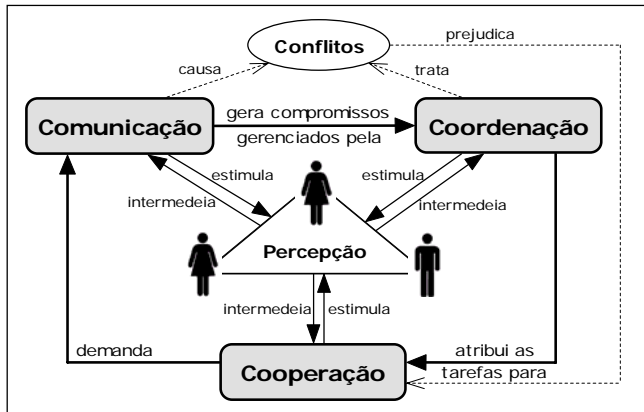 prejudica
Conflitos
causa
trata
Comunicação
gera compromissos
gerenciados pela
Coordenação
estimula
intermedeia
estimula
intermedeia
Percepção
intermedeia
estimula
demanda
Cooperação
atribui as
tarefas para